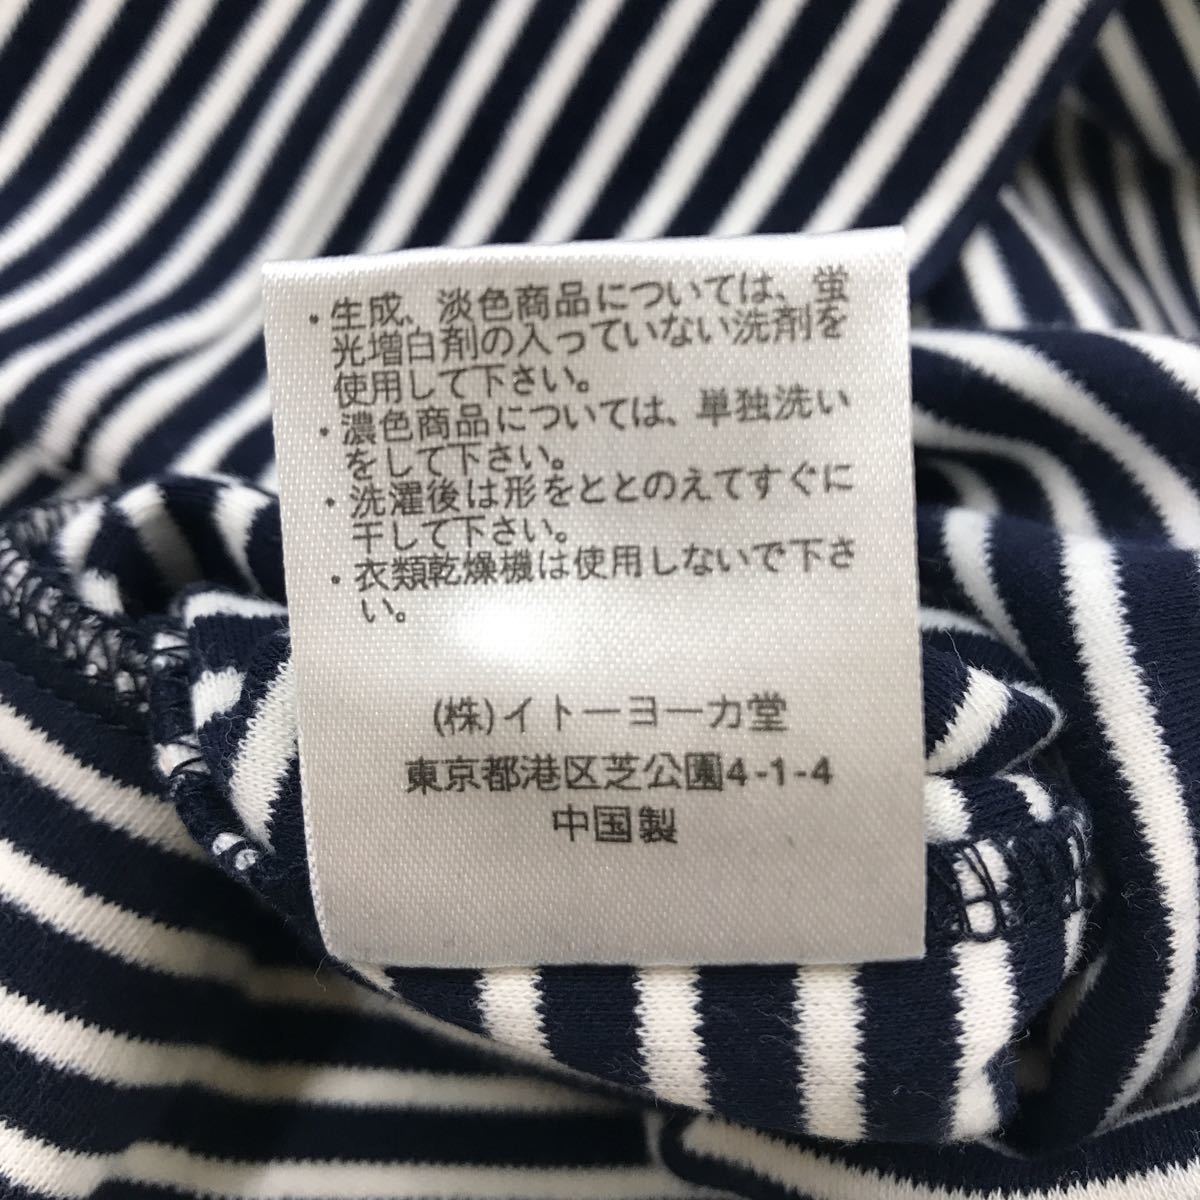 ・生成、淡色商品については、蛍
光増白剤の入っていない洗剤を
使用して下さい。
・濃色商品については、単独洗い
をして下さい。
・洗濯後は形をととのえてすぐに
干して下さい。
・衣類乾燥機は使用しないで下さ
い。
(株)イトーヨーカ堂
東京都港区芝公園4-1-4
中国製